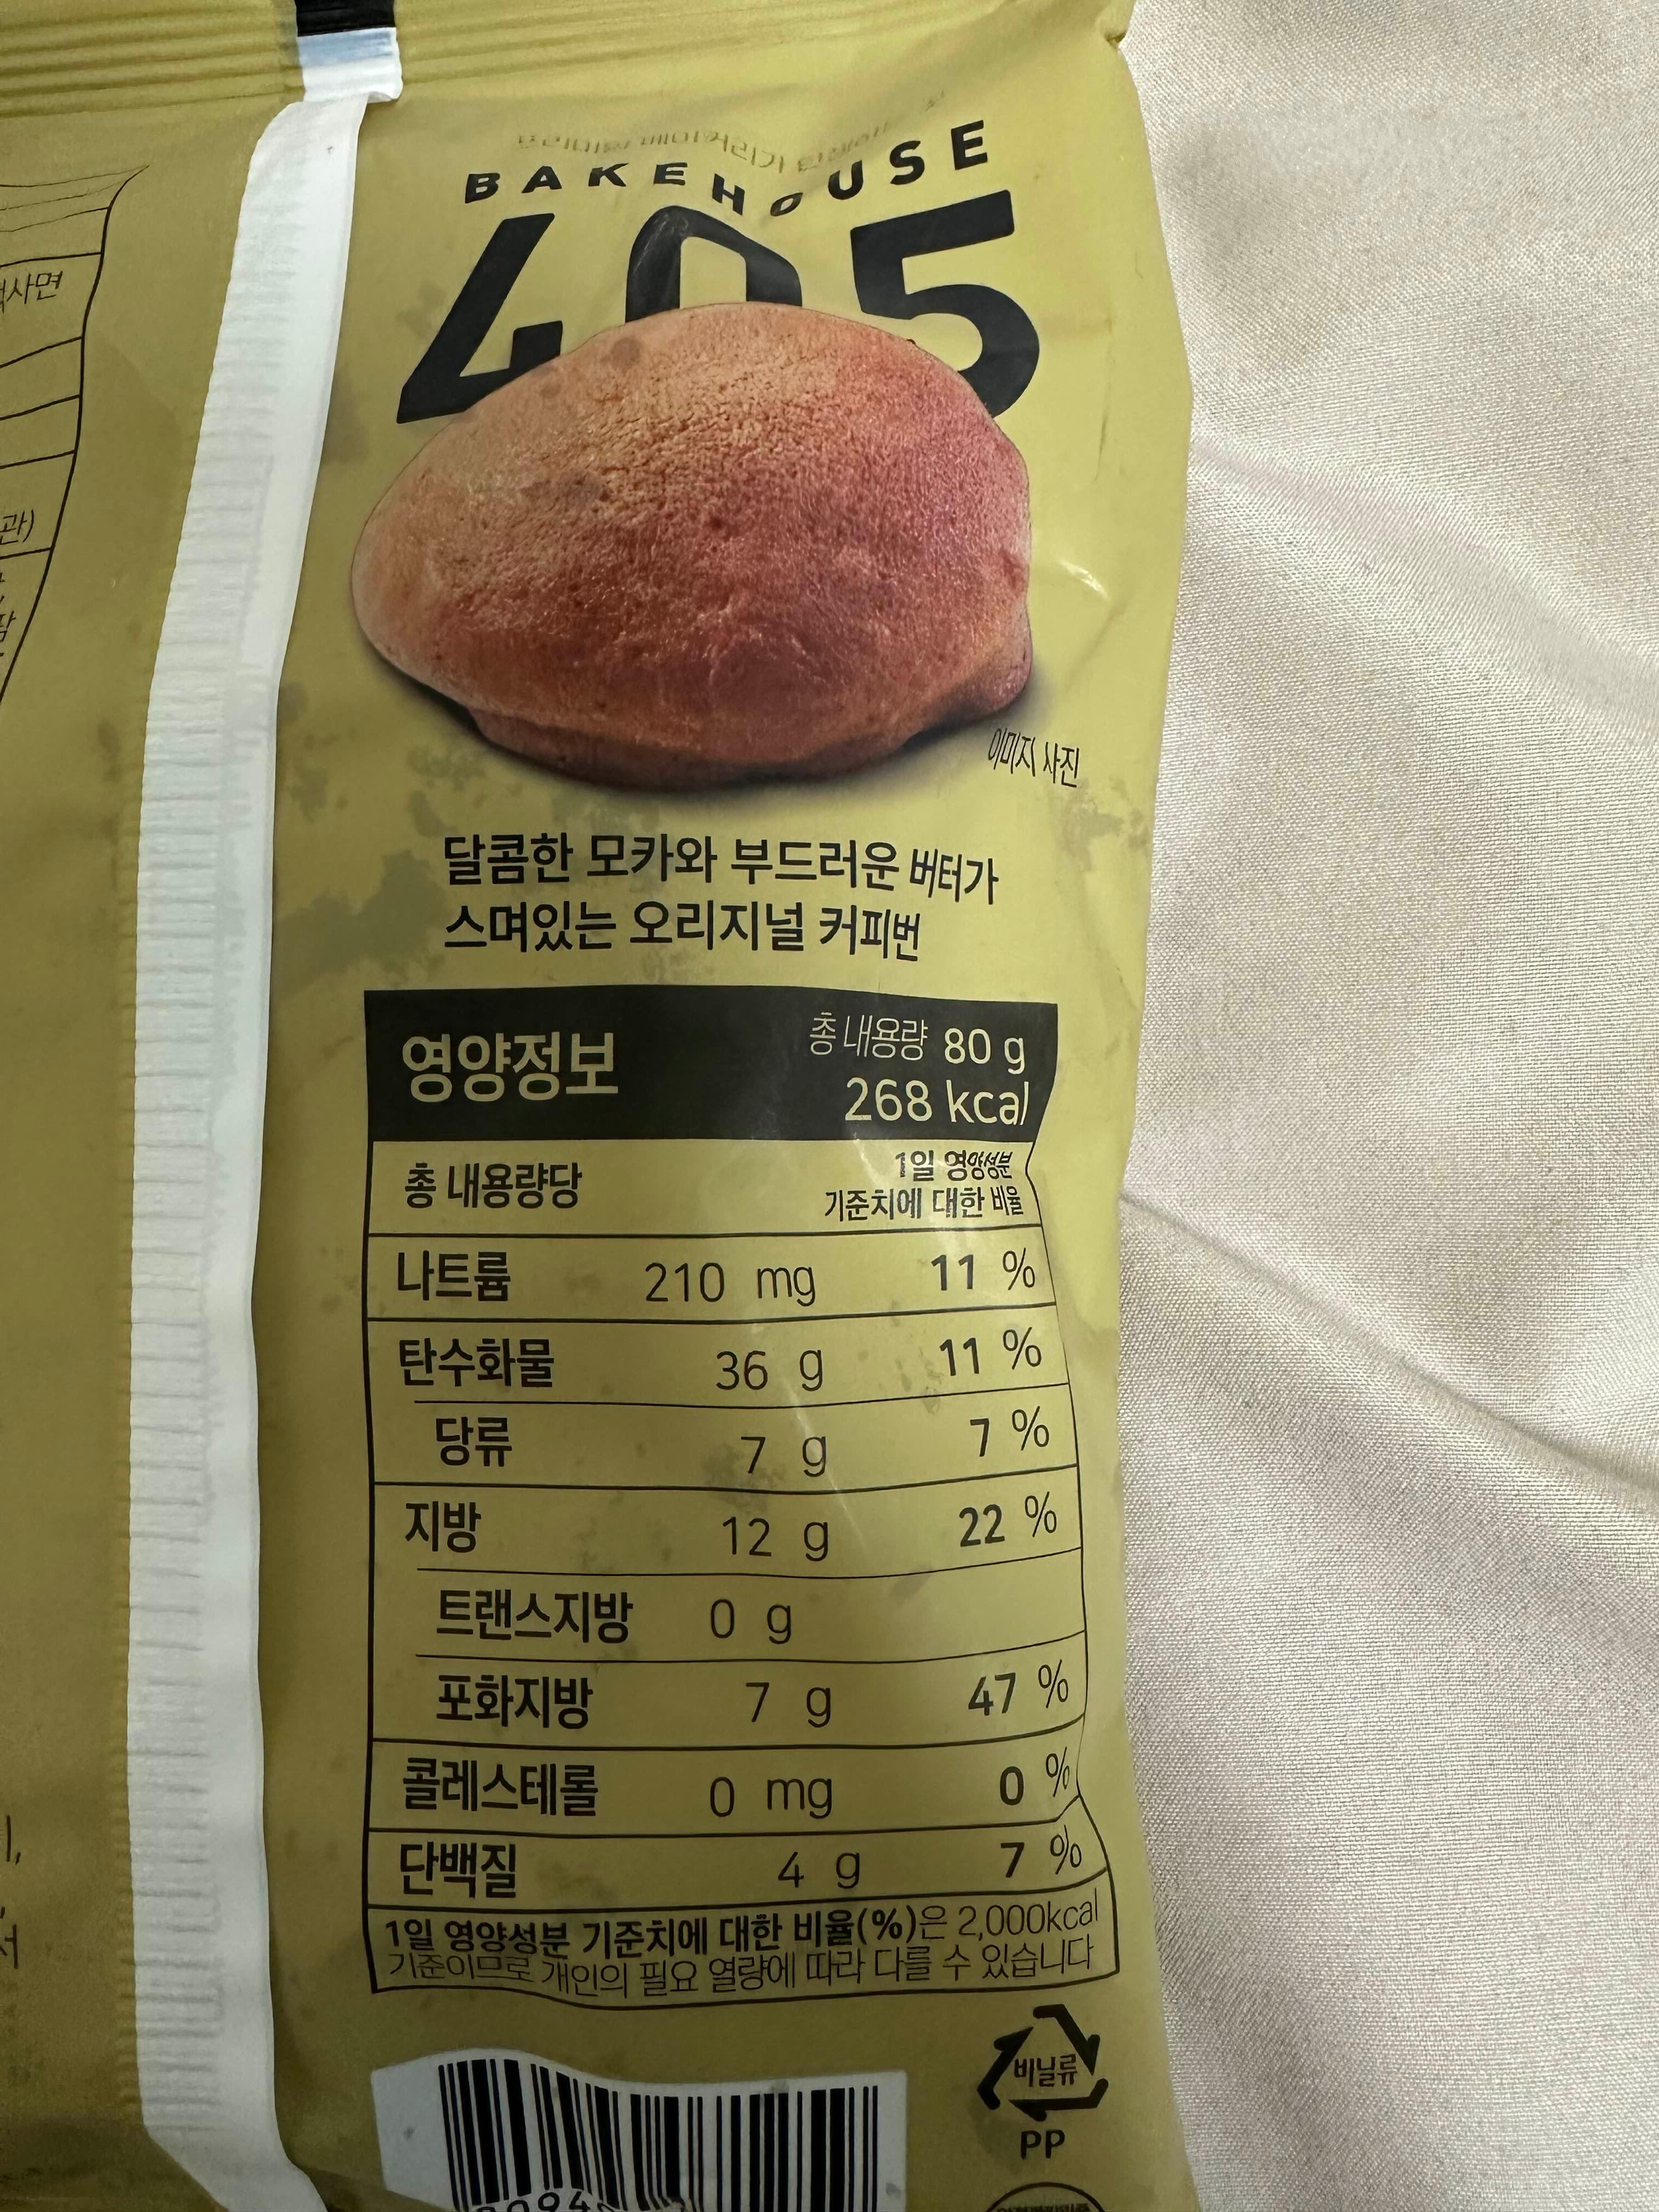 BAKEHOUSE
405
이미지 사진
달콤한 모카와 부드러운 버터가
스며있는 오리지널 커피번
영양정보 총 내용량 80 g
268 kcal
총 내용량당 1일 영양성분
기준치에 대한 비율
나트륨 210 mg 11 %
탄수화물 36 g 11 %
당류 7 g 7 %
지방 12 g 22 %
트랜스지방 0 g
포화지방 7 g 47 %
콜레스테롤 0 mg 0 %
단백질 4 g 7 %
1일 영양성분 기준치에 대한 비율(%)은 2,000kcal
기준이므로 개인의 필요 열량에 따라 다를 수 있습니다
비닐류
PP